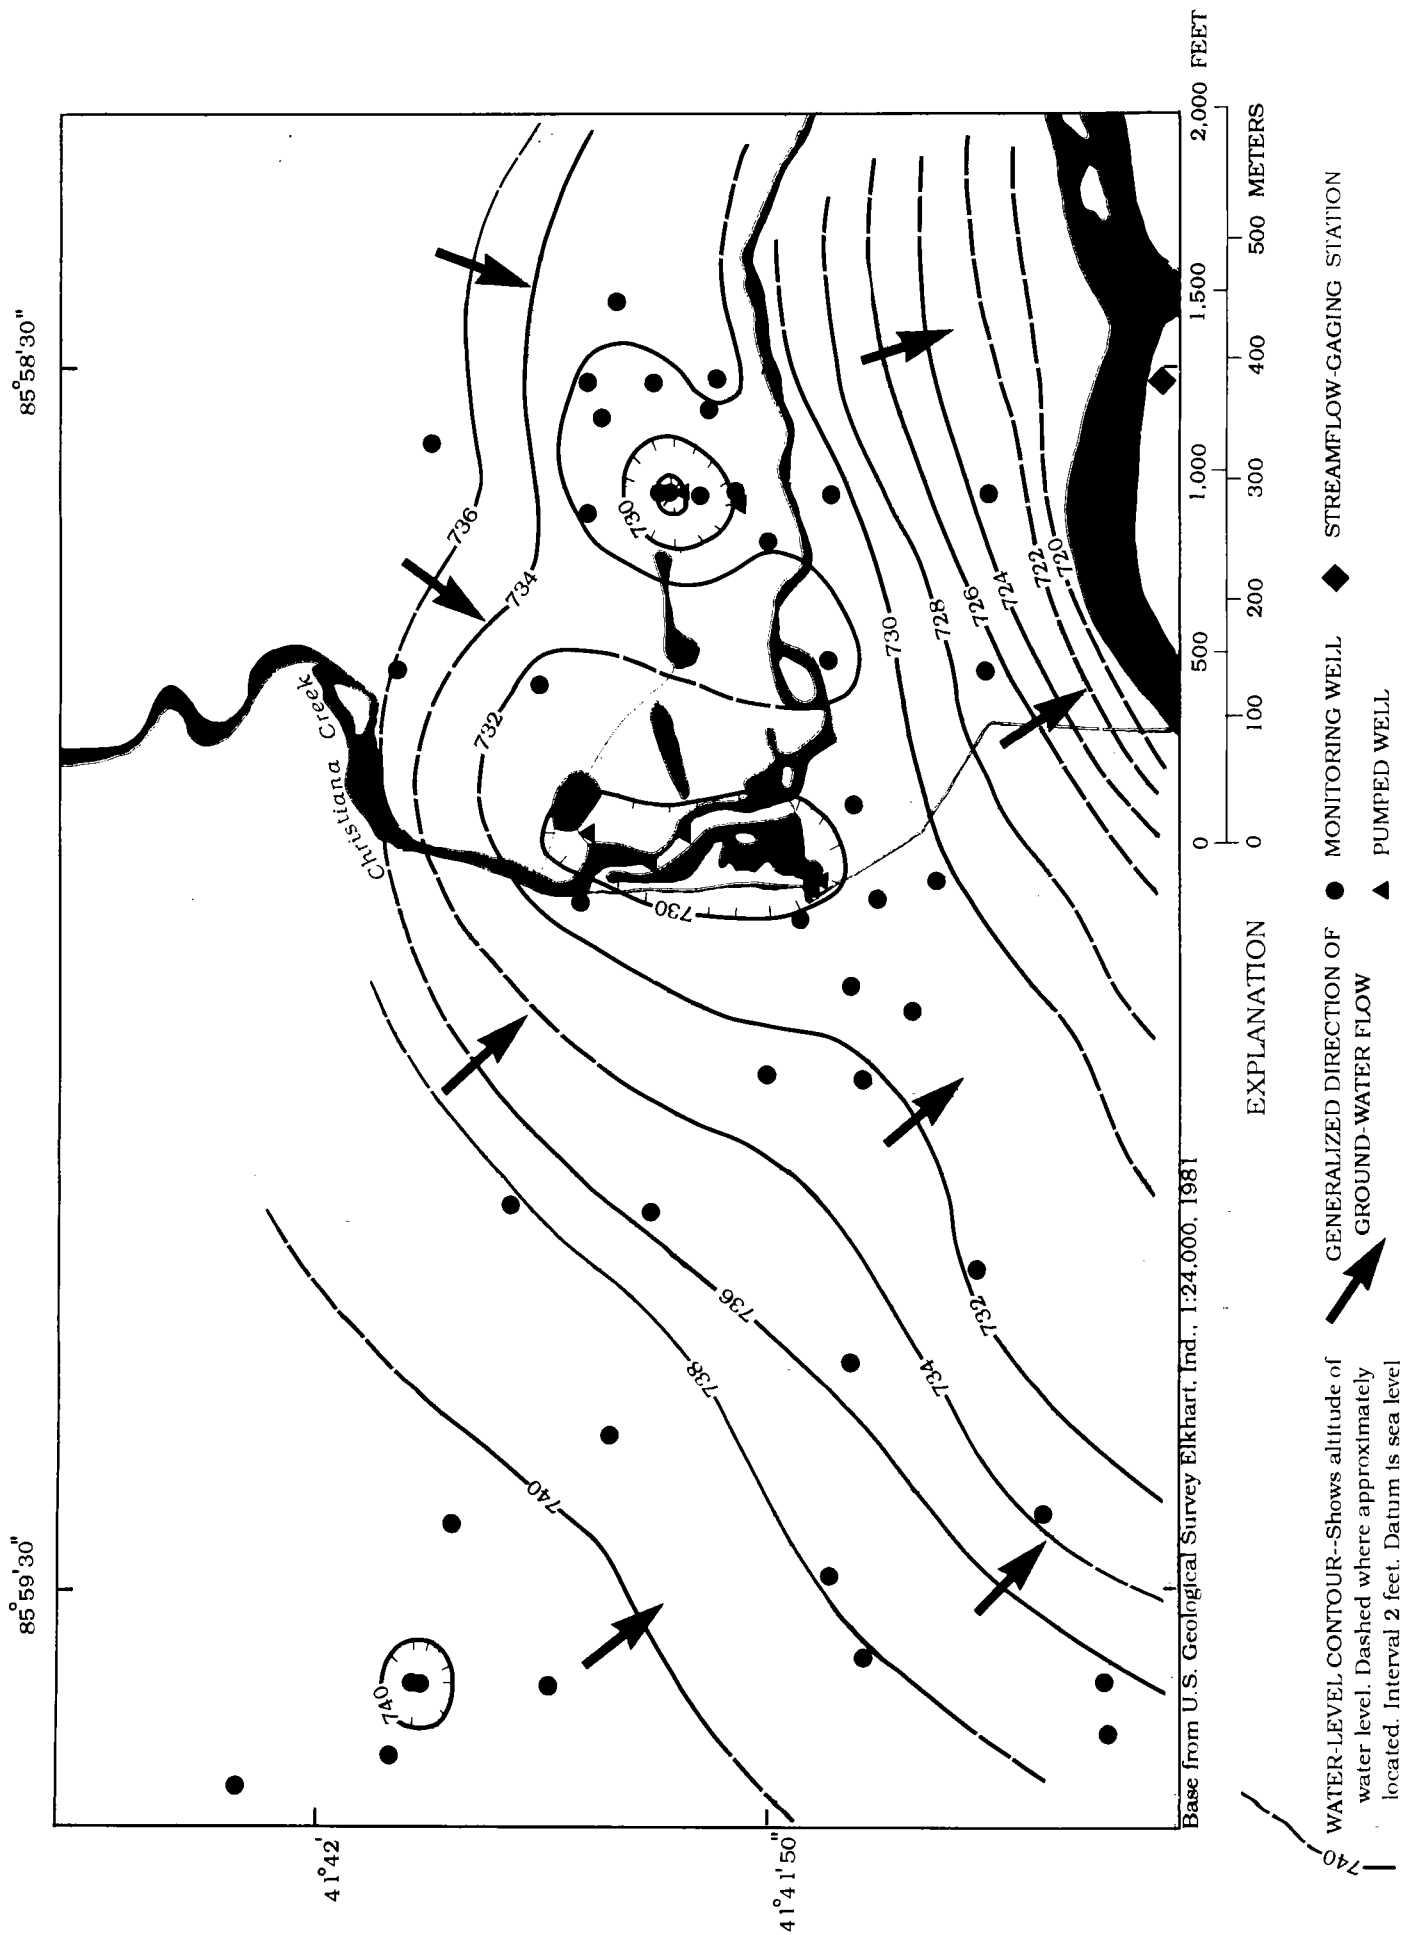 85°59'30"
85°58'30"
41°42'
41°41'50"
Christiana Creek
740
740
738
736
734
732
730
732
734
736
730
730
728
726
724
722
720
Base from U.S. Geological Survey Elkhart, Ind., 1:24,000, 1981
0 500 1,000 1,500 2,000 FEET
0 100 200 300 400 500 METERS
EXPLANATION
740
WATER-LEVEL CONTOUR--Shows altitude of
water level. Dashed where approximately
located. Interval 2 feet. Datum is sea level
GENERALIZED DIRECTION OF
GROUND-WATER FLOW
MONITORING WELL
PUMPED WELL
STREAMFLOW-GAGING STATION